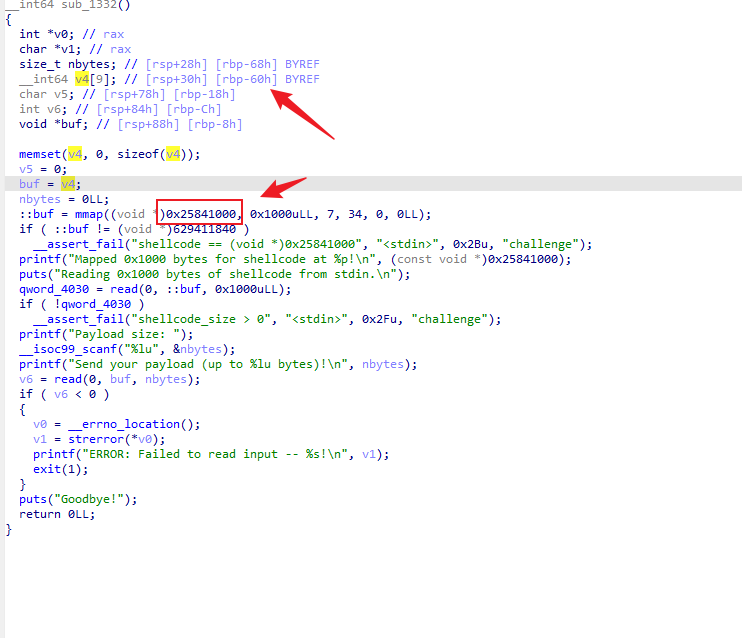 __int64 sub_1332()
{
int *v0; // rax
char *v1; // rax
size_t nbytes; // [rsp+28h] [rbp-68h] BYREF
__int64 v4[9]; // [rsp+30h] [rbp-60h] BYREF
char v5; // [rsp+78h] [rbp-18h]
int v6; // [rsp+84h] [rbp-Ch]
void *buf; // [rsp+88h] [rbp-8h]
memset(v4, 0, sizeof(v4));
v5 = 0;
buf = v4;
nbytes = 0LL;
::buf = mmap((void *)0x25841000, 0x1000uLL, 7, 34, 0, 0LL);
if ( ::buf != (void *)629411840 )
__assert_fail("shellcode == (void *)0x25841000", "<stdin>", 0x2Bu, "challenge");
printf("Mapped 0x1000 bytes for shellcode at %p!\n", (const void *)0x25841000);
puts("Reading 0x1000 bytes of shellcode from stdin.\n");
qword_4030 = read(0, ::buf, 0x1000uLL);
if ( !qword_4030 )
__assert_fail("shellcode_size > 0", "<stdin>", 0x2Fu, "challenge");
printf("Payload size: ");
__isoc99_scanf("%lu", &nbytes);
printf("Send your payload (up to %lu bytes)!\n", nbytes);
v6 = read(0, buf, nbytes);
if ( v6 < 0 )
{
v0 = __errno_location();
v1 = strerror(*v0);
printf("ERROR: Failed to read input -- %s!\n", v1);
exit(1);
}
puts("Goodbye!");
return 0LL;
}